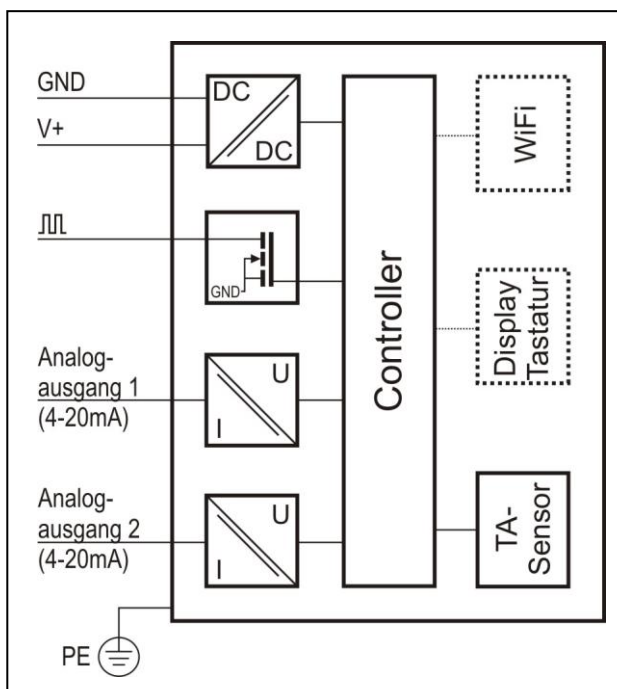 GND
V+
DC
DC
GND
Analog-
ausgang 1
(4-20mA)
U
I
Analog-
ausgang 2
(4-20mA)
U
I
PE
Controller
WiFi
Display
Tastatur
TA-
Sensor